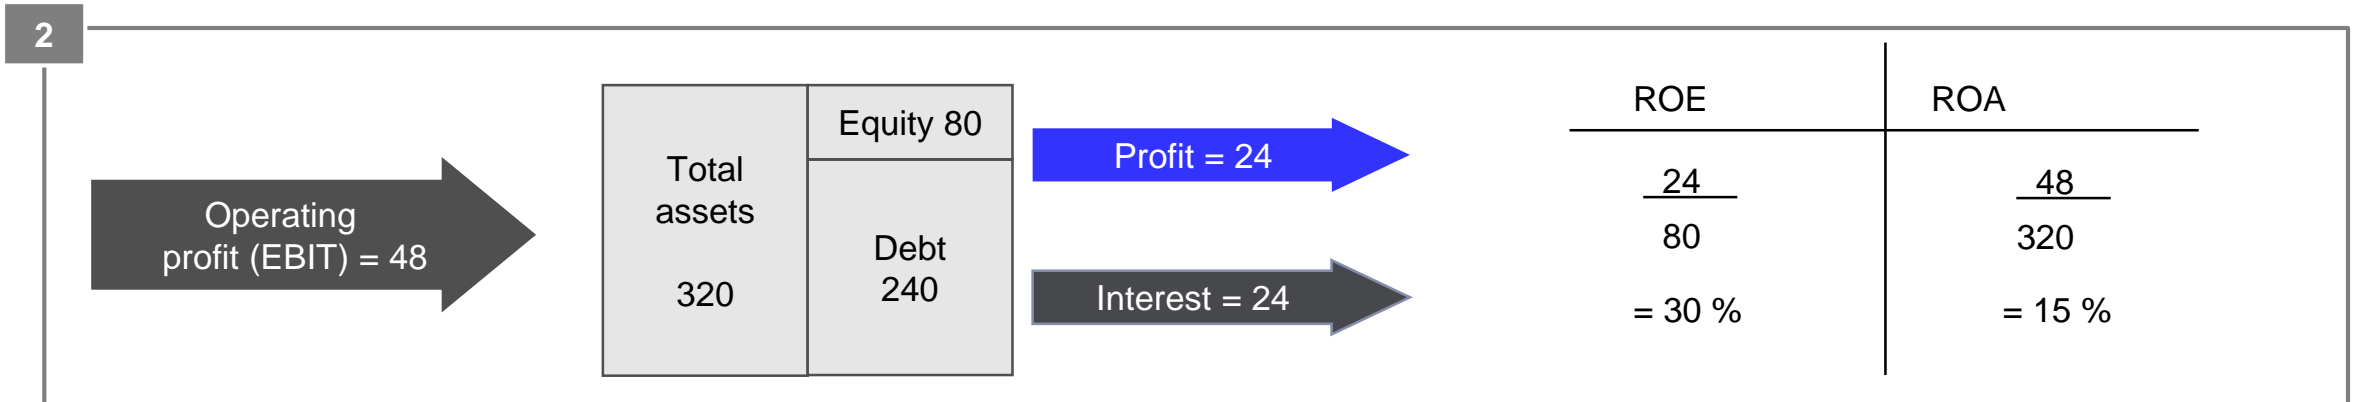 2
Operating
profit (EBIT) = 48
Total
assets
320
Equity 80
Debt
240
Profit = 24
Interest = 24
ROE
ROA
24
80
= 30 %
48
320
= 15 %